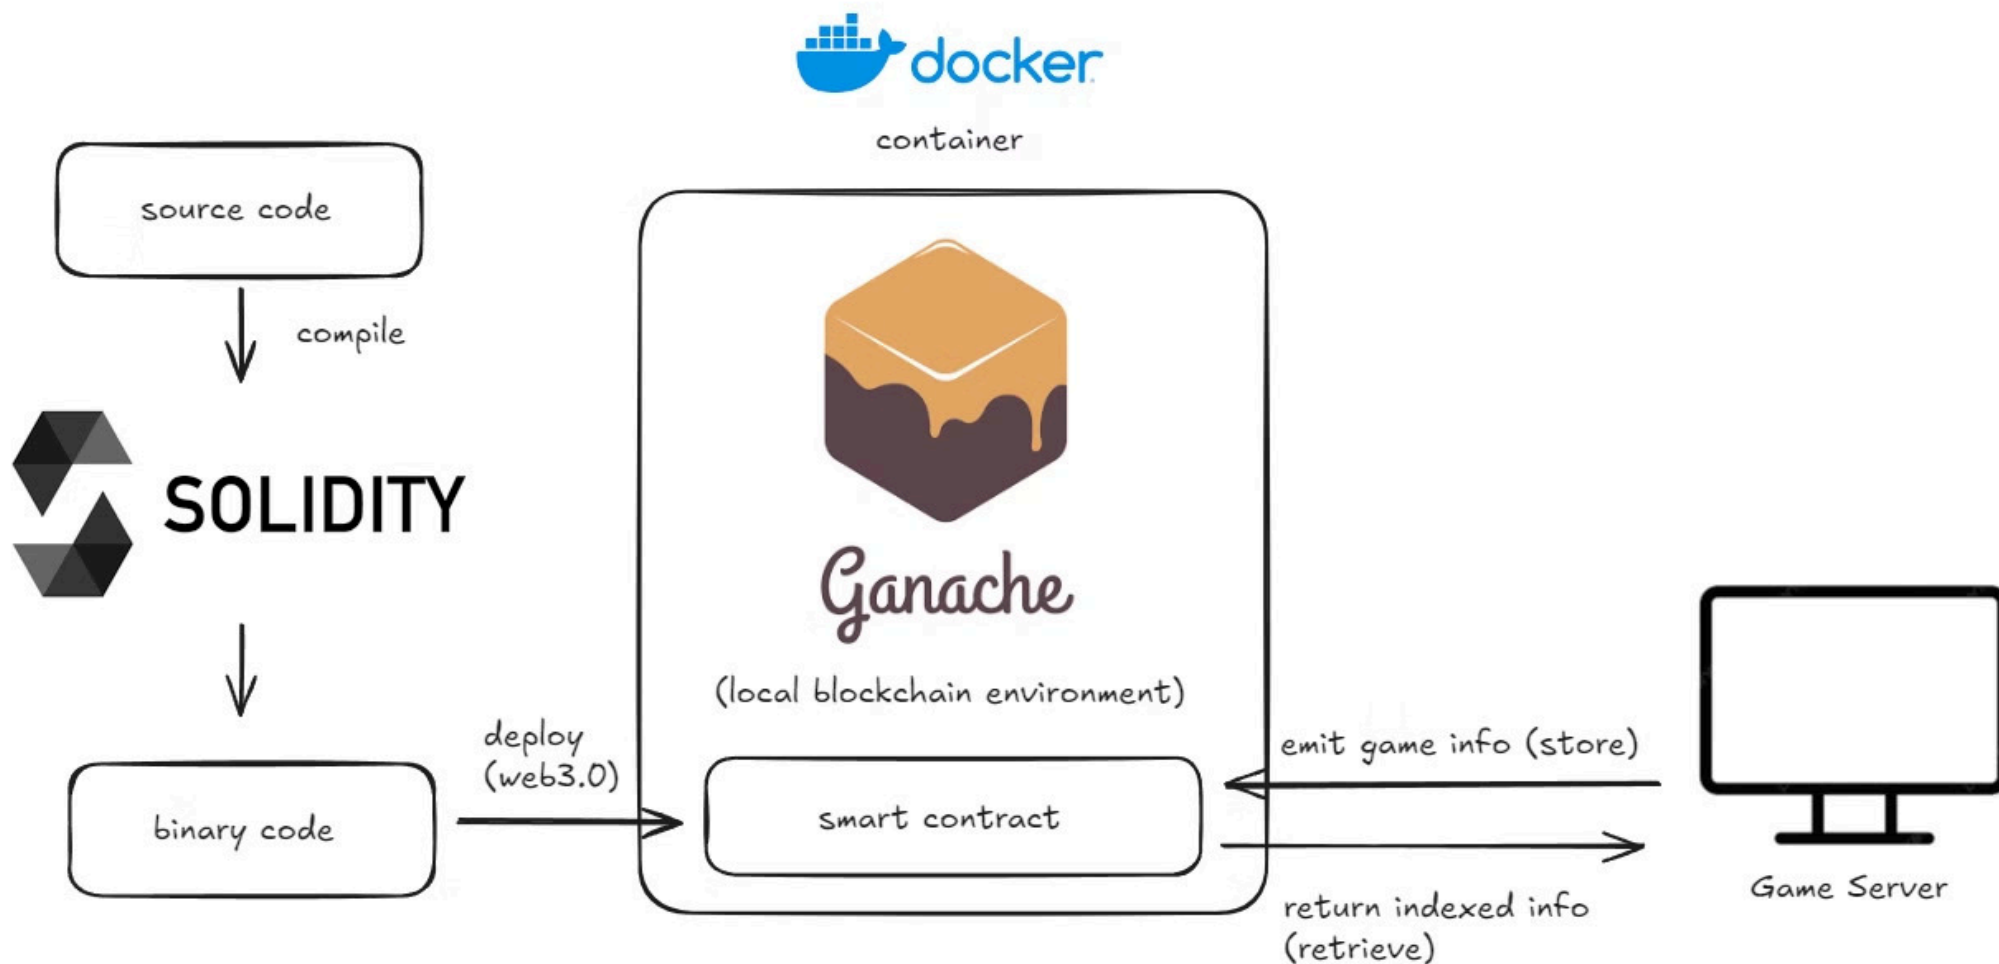 docker
container
source code
compile
SOLIDITY
Ganache
(local blockchain environment)
deploy
(web3.0)
binary code
smart contract
emit game info (store)
return indexed info
(retrieve)
Game Server